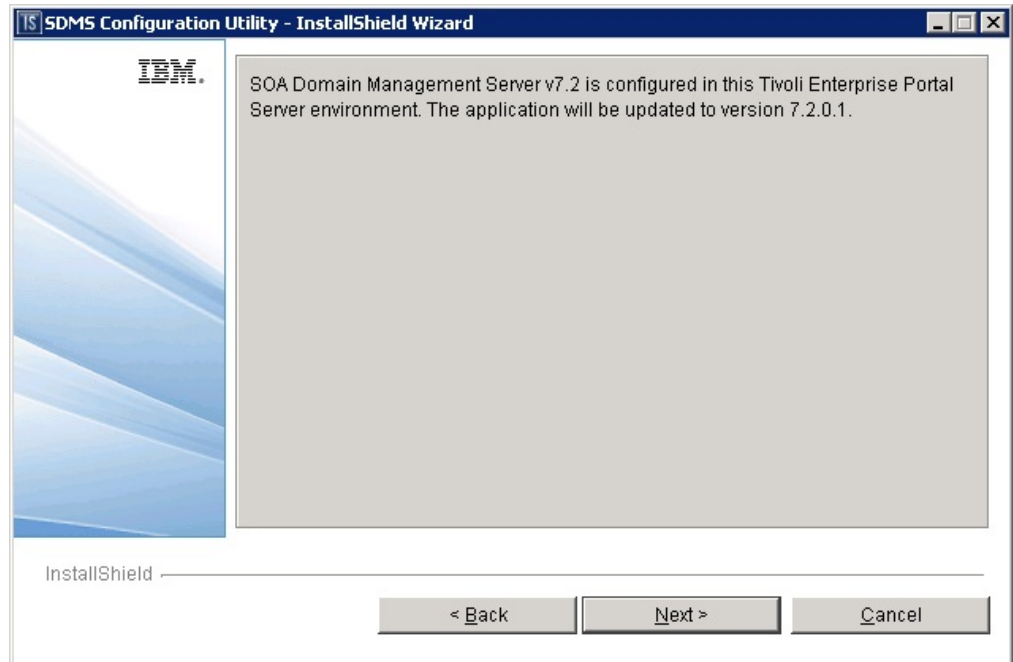 SDMS Configuration Utility - InstallShield Wizard
IBM.
SOA Domain Management Server v7.2 is configured in this Tivoli Enterprise Portal
Server environment. The application will be updated to version 7.2.0.1.
InstallShield
< Back
Next >
Cancel